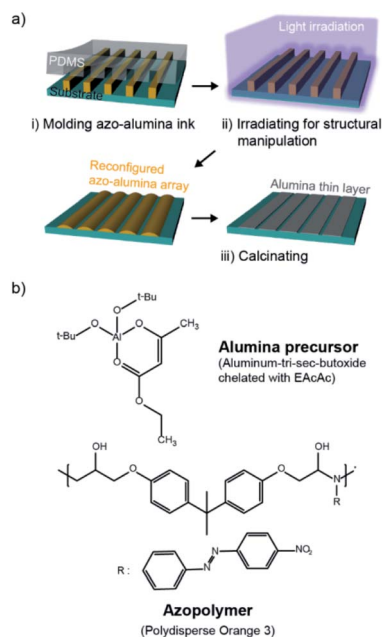 a)
Light irradiation
PDMS
Substrate
i) Molding azo-alumina ink
ii) Irradiating for structural
manipulation
Reconfigured
azo-alumina array
Alumina thin layer
iii) Calcinating
b)
t-Bu
O
t-Bu
O
O
CH3
Al
O
O
CH3
Alumina precursor
(Aluminum-tri-sec-butoxide
chelated with EAcAc)
OH
OH
O
O
N
R
R :
N
N
NO2
Azopolymer
(Polydisperse Orange 3)